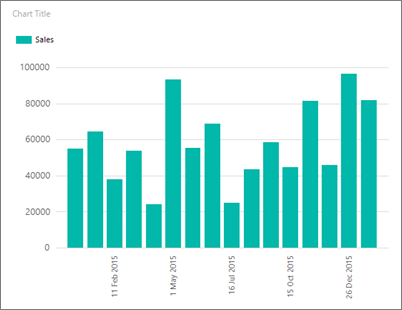 Chart Title
Sales
100000
80000
60000
40000
20000
0
11 Feb 2015
1 May 2015
16 Jul 2015
15 Oct 2015
26 Dec 2015